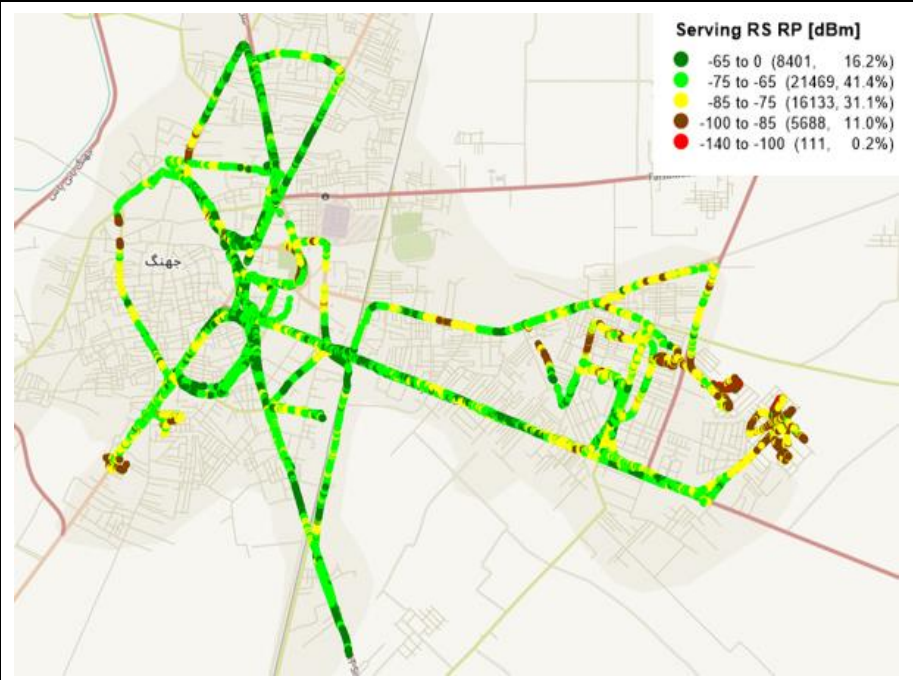 Serving RS RP [dBm]
-65 to 0 (8401, 16.2%)
-75 to -65 (21469, 41.4%)
-85 to -75 (16133, 31.1%)
-100 to -85 (5688, 11.0%)
-140 to -100 (111, 0.2%)
جھنگ